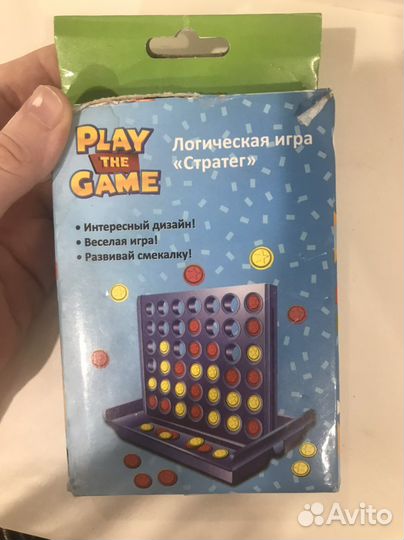 PLAY
THE
GAME
Логическая игра
«Стратег»
• Интересный дизайн!
• Веселая игра!
• Развивай смекалку!
Avito